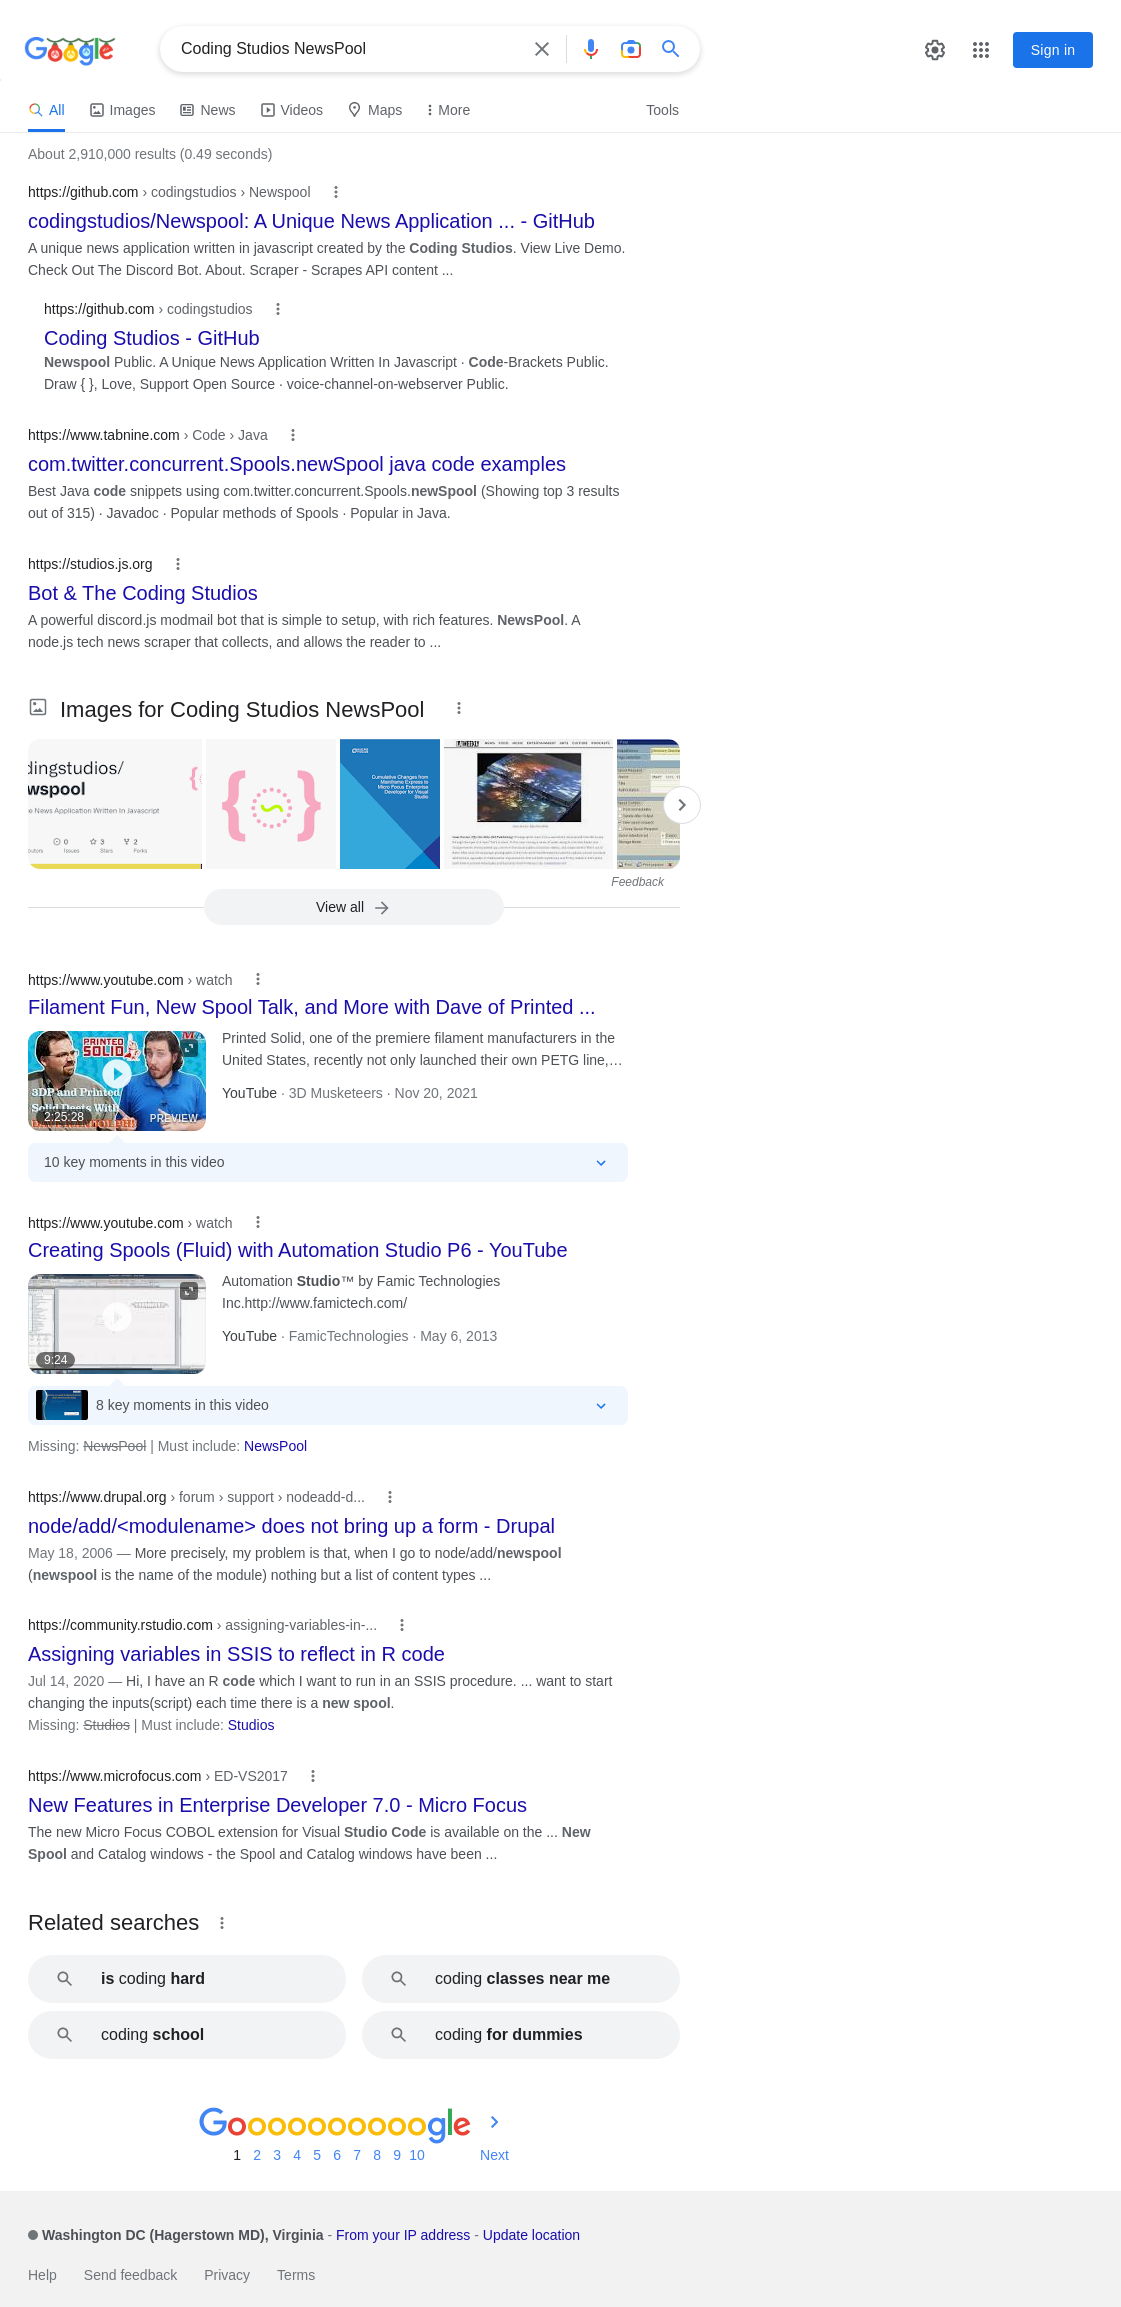 Google
Coding Studios NewsPool
Sign in
All
Images
News
Videos
Maps
More
Tools
About 2,910,000 results (0.49 seconds)
https://github.com › codingstudios › Newspool
codingstudios/Newspool: A Unique News Application ... - GitHub
A unique news application written in javascript created by the Coding Studios. View Live Demo.
Check Out The Discord Bot. About. Scraper - Scrapes API content ...
https://github.com › codingstudios
Coding Studios - GitHub
Newspool Public. A Unique News Application Written In Javascript · Code-Brackets Public.
Draw { }, Love, Support Open Source · voice-channel-on-webserver Public.
https://www.tabnine.com › Code › Java
com.twitter.concurrent.Spools.newSpool java code examples
Best Java code snippets using com.twitter.concurrent.Spools.newSpool (Showing top 3 results
out of 315) · Javadoc · Popular methods of Spools · Popular in Java.
https://studios.js.org
Bot & The Coding Studios
A powerful discord.js modmail bot that is simple to setup, with rich features. NewsPool. A
node.js tech news scraper that collects, and allows the reader to ...
Images for Coding Studios NewsPool
dingstudios/
wspool
e News Application Written In Javascript
0
Issues
3
Stars
2
Forks
Cumulative Changes from
Mainframe Express to
Micro Focus Enterprise
Developer for Visual
Studio
Feedback
View all
https://www.youtube.com › watch
Filament Fun, New Spool Talk, and More with Dave of Printed ...
PRINTED
SOLID
3DP and Printed
Solid Deets With
2:25:28
PREVIEW
Printed Solid, one of the premiere filament manufacturers in the
United States, recently not only launched their own PETG line,...
YouTube · 3D Musketeers · Nov 20, 2021
10 key moments in this video
https://www.youtube.com › watch
Creating Spools (Fluid) with Automation Studio P6 - YouTube
9:24
Automation Studio™ by Famic Technologies
Inc.http://www.famictech.com/
YouTube · FamicTechnologies · May 6, 2013
8 key moments in this video
Missing: NewsPool | Must include: NewsPool
https://www.drupal.org › forum › support › nodeadd-d...
node/add/<modulename> does not bring up a form - Drupal
May 18, 2006 — More precisely, my problem is that, when I go to node/add/newspool
(newspool is the name of the module) nothing but a list of content types ...
https://community.rstudio.com › assigning-variables-in-...
Assigning variables in SSIS to reflect in R code
Jul 14, 2020 — Hi, I have an R code which I want to run in an SSIS procedure. ... want to start
changing the inputs(script) each time there is a new spool.
Missing: Studios | Must include: Studios
https://www.microfocus.com › ED-VS2017
New Features in Enterprise Developer 7.0 - Micro Focus
The new Micro Focus COBOL extension for Visual Studio Code is available on the ... New
Spool and Catalog windows - the Spool and Catalog windows have been ...
Related searches
is coding hard
coding classes near me
coding school
coding for dummies
Goooooooooogle
1 2 3 4 5 6 7 8 9 10 Next
Washington DC (Hagerstown MD), Virginia - From your IP address - Update location
Help Send feedback Privacy Terms